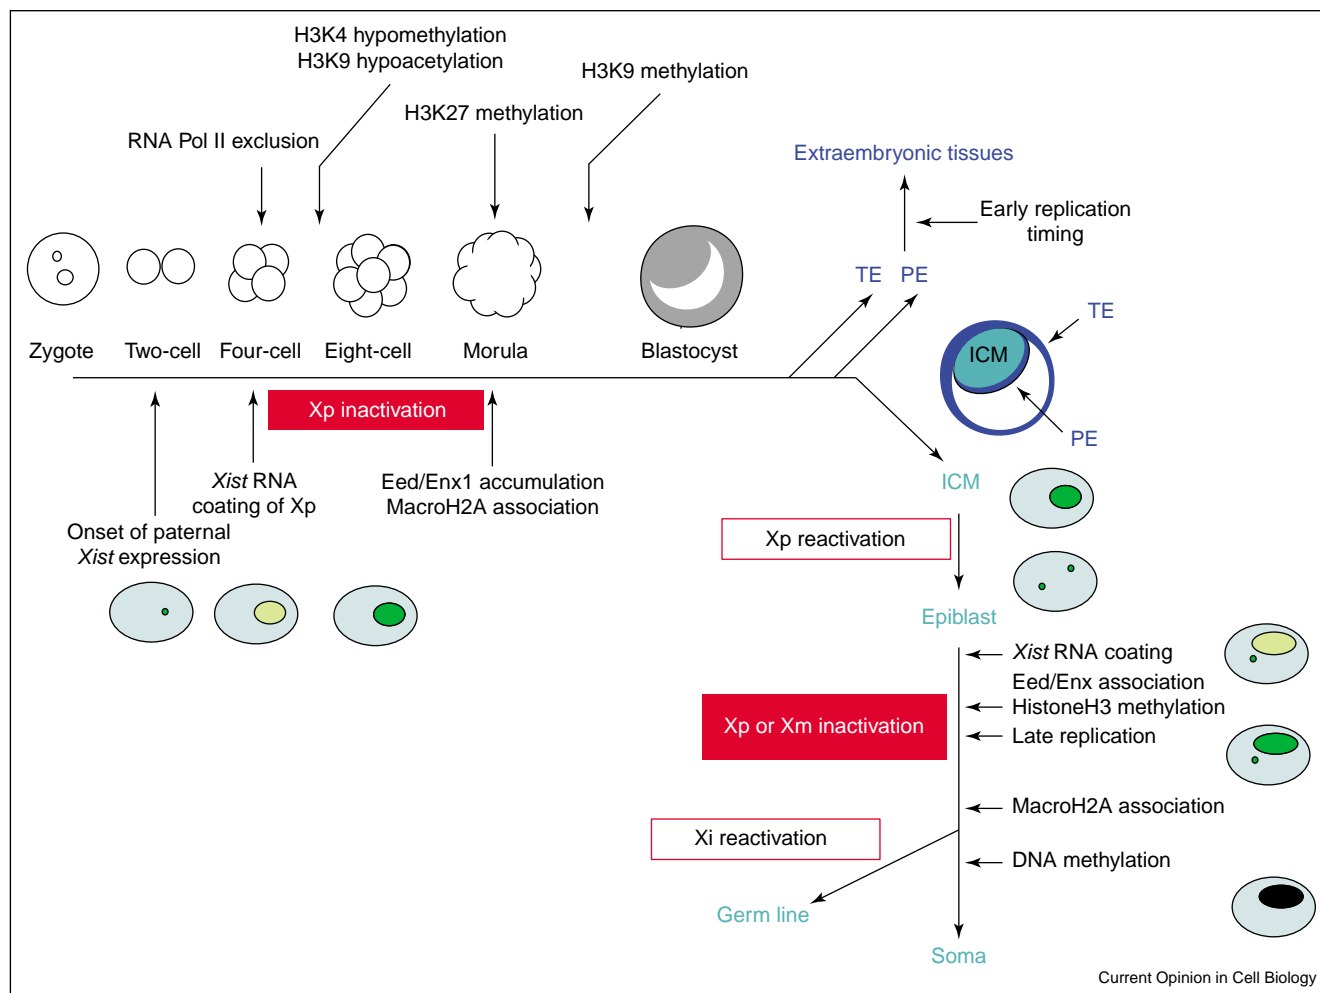 H3K4 hypomethylation
H3K9 hypoacetylation
H3K9 methylation
H3K27 methylation
RNA Pol II exclusion
Extraembryonic tissues
Early replication
timing
TE PE
Zygote Two-cell Four-cell Eight-cell Morula Blastocyst
TE
ICM
PE
Xp inactivation
Xist RNA
coating of Xp
Eed/Enx1 accumulation
MacroH2A association
Onset of paternal
Xist expression
ICM
Xp reactivation
Epiblast
Xist RNA coating
Eed/Enx association
HistoneH3 methylation
Late replication
Xp or Xm inactivation
MacroH2A association
Xi reactivation
DNA methylation
Germ line
Soma
Current Opinion in Cell Biology